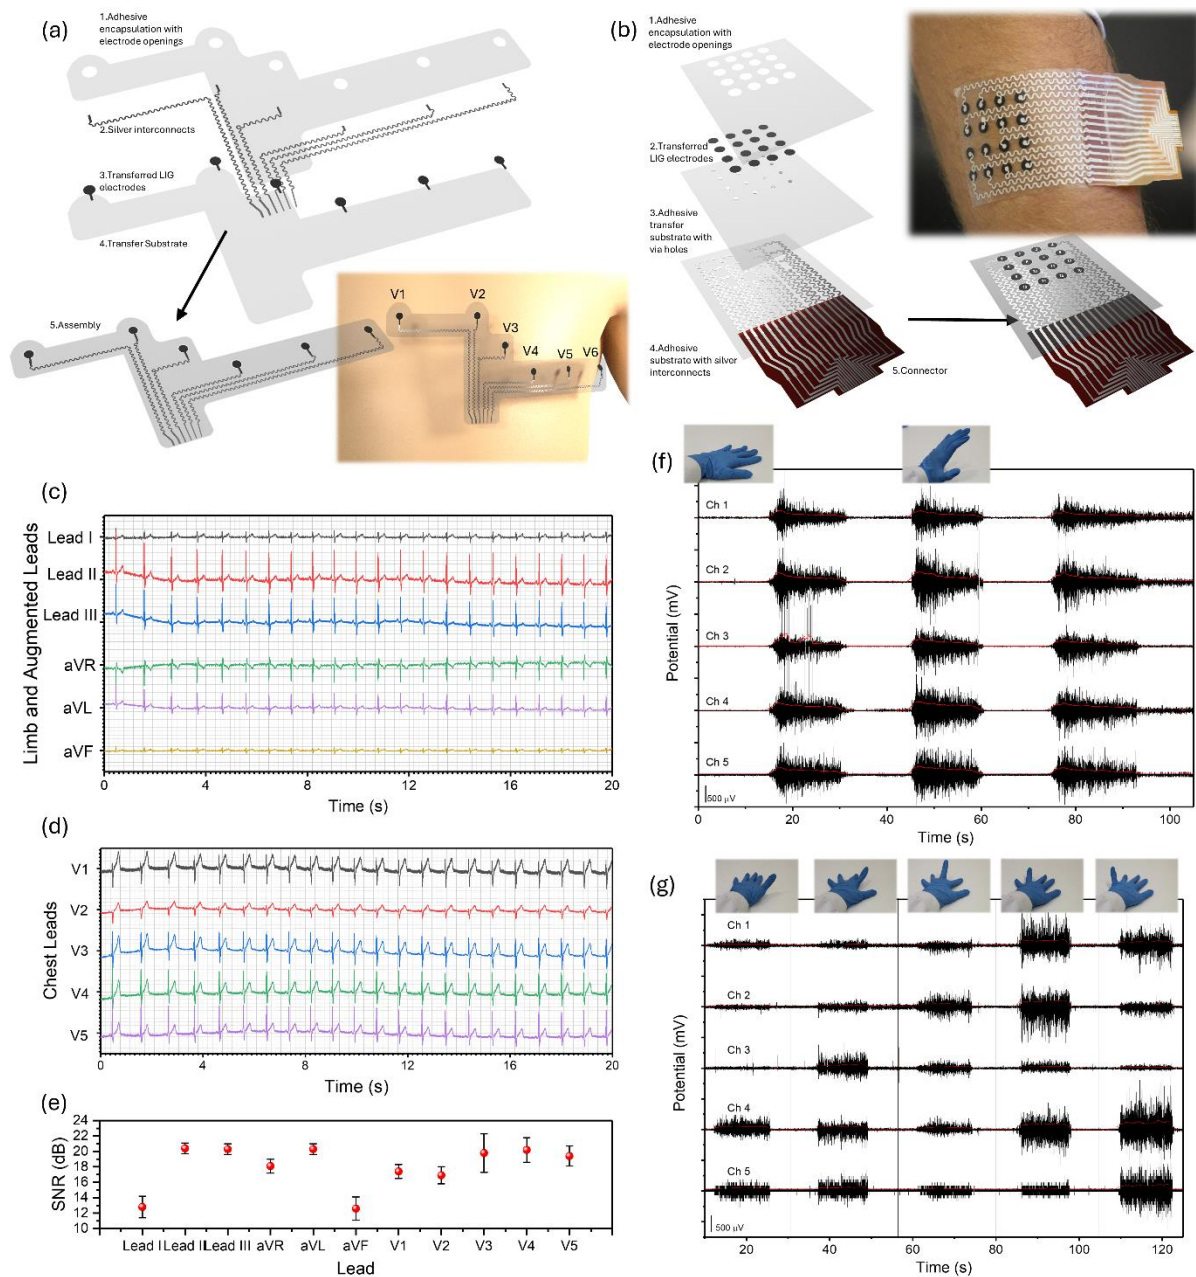 (a)
1.Adhesive
encapsulation with
electrode openings
2.Silver interconnects
3.Transferred LIG
electrodes
4.Transfer Substrate
5.Assembly
V1
V2
V3
V4
V5
V6
(b)
1.Adhesive
encapsulation with
electrode openings
2.Transferred
LIG electrodes
3.Adhesive
transfer
substrate with
via holes
4.Adhesive
substrate with silver
interconnects
5.Connector
(c)
Limb and Augmented Leads
Lead I
Lead II
Lead III
aVR
aVL
aVF
0 4 8 12 16 20
Time (s)
(d)
Chest Leads
V1
V2
V3
V4
V5
0 4 8 12 16 20
Time (s)
(e)
SNR (dB)
24
22
20
18
16
14
12
10
Lead I Lead II Lead III aVR aVL aVF V1 V2 V3 V4 V5
Lead
(f)
Potential (mV)
Ch 1
Ch 2
Ch 3
Ch 4
Ch 5
500 µV
0 20 40 60 80 100
Time (s)
(g)
Potential (mV)
Ch 1
Ch 2
Ch 3
Ch 4
Ch 5
500 µV
20 40 60 80 100 120
Time (s)